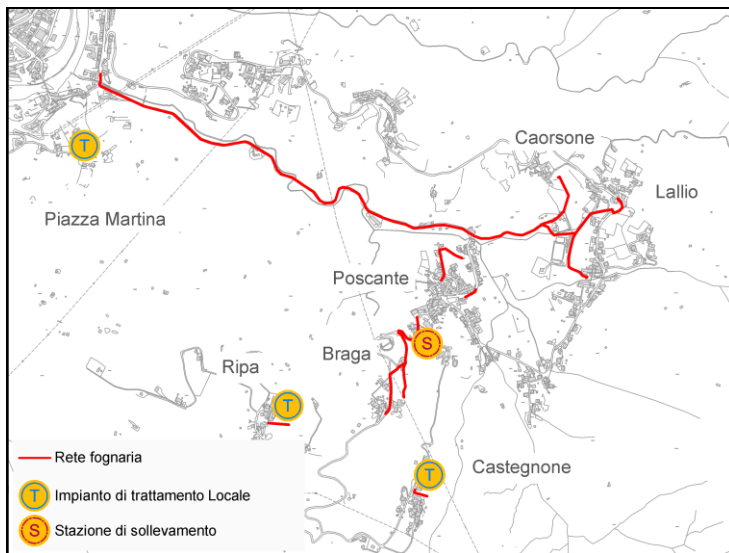 Caorsone
T
Lallio
Piazza Martina
Poscante
S
Braga
Ripa
T
Castegnone
T
Rete fognaria
T Impianto di trattamento Locale
S Stazione di sollevamento